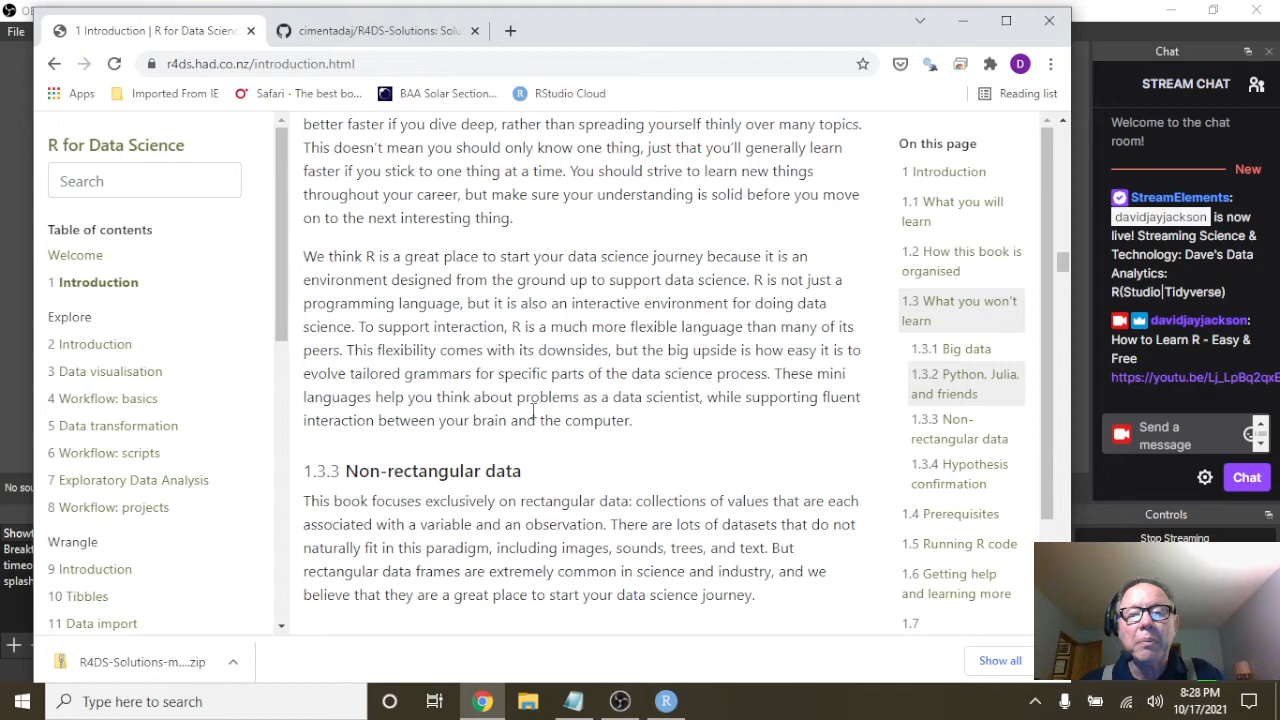 File
1 Introduction | R for Data Scienc
cimentadaj/R4DS-Solutions: Solu
r4ds.had.co.nz/introduction.html
D
Apps
Imported From IE
Safari - The best bo...
BAA Solar Section...
RStudio Cloud
Reading list
R for Data Science
Search
Table of contents
Welcome
1 Introduction
Explore
2 Introduction
3 Data visualisation
4 Workflow: basics
5 Data transformation
6 Workflow: scripts
7 Exploratory Data Analysis
8 Workflow: projects
Wrangle
9 Introduction
10 Tibbles
11 Data import
better faster if you dive deep, rather than spreading yourself thinly over many topics.
This doesn't mean you should only know one thing, just that you'll generally learn
faster if you stick to one thing at a time. You should strive to learn new things
throughout your career, but make sure your understanding is solid before you move
on to the next interesting thing.
We think R is a great place to start your data science journey because it is an
environment designed from the ground up to support data science. R is not just a
programming language, but it is also an interactive environment for doing data
science. To support interaction, R is a much more flexible language than many of its
peers. This flexibility comes with its downsides, but the big upside is how easy it is to
evolve tailored grammars for specific parts of the data science process. These mini
languages help you think about problems as a data scientist, while supporting fluent
interaction between your brain and the computer.
1.3.3 Non-rectangular data
This book focuses exclusively on rectangular data: collections of values that are each
associated with a variable and an observation. There are lots of datasets that do not
naturally fit in this paradigm, including images, sounds, trees, and text. But
rectangular data frames are extremely common in science and industry, and we
believe that they are a great place to start your data science journey.
On this page
1 Introduction
1.1 What you will
learn
1.2 How this book is
organised
1.3 What you won't
learn
1.3.1 Big data
1.3.2 Python, Julia,
and friends
1.3.3 Non-
rectangular data
1.3.4 Hypothesis
confirmation
1.4 Prerequisites
1.5 Running R code
1.6 Getting help
and learning more
1.7
Chat
STREAM CHAT
Welcome to the chat
room!
New
StreamElements:
davidjayjackson is now
live! Streaming Science &
Technology: Dave's Data
Analytics:
R(Studio|Tidyverse)
davidjayjackson:
How to Learn R - Easy &
Free
https://youtu.be/Lj_LpBq2qxE
Send a
message
Chat
Controls
Stop Streaming
No sou
Show!
Break
timeo
splash
R4DS-Solutions-m....zip
Show all
Type here to search
8:28 PM
10/17/2021